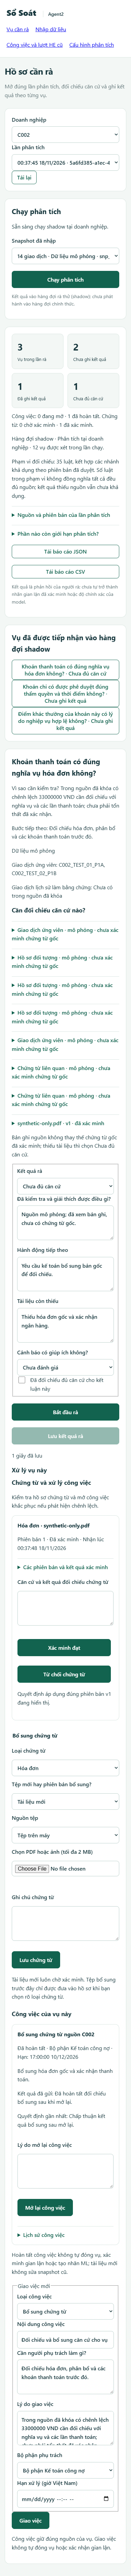 Sổ Soát Agent2
Vụ cần rà Nhập dữ liệu
Công việc và lượt HE cũ Cấu hình phân tích
Hồ sơ cần rà
Mở đúng lần phân tích, đối chiếu căn cứ và ghi kết
quả theo từng vụ.
Doanh nghiệp
C002
Lần phân tích
00:37:45 18/11/2026 · 5a6fd385-a1ec-4
Tải lại
Chạy phân tích
Sẵn sàng chạy shadow tại doanh nghiệp.
Snapshot đã nhập
14 giao dịch · Dữ liệu mô phỏng · snp_
Chạy phân tích
Kết quả vào hàng đợi rà thử (shadow); chưa phát
hành vào hàng đợi chính thức.
3
Vụ trong lần rà
2
Chưa ghi kết quả
1
Đã ghi kết quả
1
Chưa đủ căn cứ
Công việc: 0 đang mở · 1 đã hoàn tất. Chứng
từ: 0 chờ xác minh · 1 đã xác minh.
Hàng đợi shadow · Phân tích tại doanh
nghiệp · 12 vụ được xét trong lần chạy.
Phạm vi đối chiếu: 35 luật; kết hợp các nhánh
nội dung theo phiên bản đã duyệt. Số luật
trong phạm vi không đồng nghĩa tất cả đều
đủ nguồn; kết quả thiếu nguồn vẫn chưa kha
dụng.
▶ Nguồn và phiên bản của lần phân tích
▶ Phần nào còn giới hạn phân tích?
Tải báo cáo JSON
Tải báo cáo CSV
Kết quả là phản hồi của người rà: chưa tự trở thành
nhãn gian lận đã xác minh hoặc độ chính xác của
model.
Vụ đã được tiếp nhận vào hàng
đợi shadow
Khoản thanh toán có đúng nghĩa vụ
hóa đơn không? · Chưa đủ căn cứ
Khoản chi có được phê duyệt đúng
thẩm quyền và thời điểm không? ·
Chưa ghi kết quả
Điểm khác thường của khoản này có lý
do nghiệp vụ hợp lệ không? · Chưa ghi
kết quả
Khoản thanh toán có đúng
nghĩa vụ hóa đơn không?
Vì sao cần kiểm tra? Trong nguồn đã khóa có
chênh lệch 33000000 VND cần đối chiếu với
nghĩa vụ và các lần thanh toán; chưa phải tổn
thất đã xác nhận.
Bước tiếp theo: Đối chiếu hóa đơn, phân bổ
và các khoản thanh toán trước đó.
Dữ liệu mô phỏng
Giao dịch ứng viên: C002_TEST_01_P1A,
C002_TEST_02_P1B
Giao dịch lịch sử làm bằng chứng: Chưa có
trong nguồn đã khóa
Cần đối chiếu căn cứ nào?
▶ Giao dịch ứng viên · mô phỏng · chưa xác
minh chứng từ gốc
▶ Hồ sơ đối tượng · mô phỏng · chưa xác
minh chứng từ gốc
▶ Hồ sơ đối tượng · mô phỏng · chưa xác
minh chứng từ gốc
▶ Hồ sơ đối tượng · mô phỏng · chưa xác
minh chứng từ gốc
▶ Giao dịch ứng viên · mô phỏng · chưa xác
minh chứng từ gốc
▶ Chứng từ liên quan · mô phỏng · chưa
xác minh chứng từ gốc
▶ Chứng từ liên quan · mô phỏng · chưa
xác minh chứng từ gốc
▶ synthetic-only.pdf · v1 · đã xác minh
Bản ghi nguồn không thay thế chứng từ gốc
đã xác minh; thiếu tài liệu thì chọn Chưa đủ
căn cứ.
Kết quả rà
Chưa đủ căn cứ
Đã kiểm tra và giải thích được điều gì?
Nguồn mô phỏng; đã xem bản ghi,
chưa có chứng từ gốc.
Hành động tiếp theo
Yêu cầu kế toán bổ sung bản gốc
để đối chiếu.
Tài liệu còn thiếu
Thiếu hóa đơn gốc và xác nhận
ngân hàng.
Cảnh báo có giúp ích không?
Chưa đánh giá
Đã đối chiếu đủ căn cứ cho kết
luận này
Bắt đầu rà
Lưu kết quả rà
1 giây đã lưu
Xử lý vụ này
Chứng từ và xử lý công việc
Kiểm tra hồ sơ chứng từ và mở công việc
khắc phục nếu phát hiện chênh lệch.
Hóa đơn · synthetic-only.pdf
Phiên bản 1 · Đã xác minh · Nhận lúc
00:37:48 18/11/2026
▶ Các phiên bản và kết quả xác minh
Căn cứ và kết quả đối chiếu chứng từ
Xác minh đạt
Từ chối chứng từ
Quyết định áp dụng đúng phiên bản v1
đang hiển thị.
Bổ sung chứng từ
Loại chứng từ
Hóa đơn
Tệp mới hay phiên bản bổ sung?
Tài liệu mới
Nguồn tệp
Tệp trên máy
Chọn PDF hoặc ảnh (tối đa 2 MB)
Choose File No file chosen
Ghi chú chứng từ
Lưu chứng từ
Tài liệu mới luôn chờ xác minh. Tệp bổ sung
trước đây chỉ được đưa vào hồ sơ khi bạn
chọn rõ loại chứng từ.
Công việc của vụ này
Bổ sung chứng từ nguồn C002
Đã hoàn tất · Bộ phận Kế toán công nợ ·
Hạn: 17:00:00 10/12/2026
Bổ sung hóa đơn gốc và xác nhận thanh
toán.
Kết quả đã gửi: Đã hoàn tất đối chiếu
bổ sung sau khi mở lại.
Quyết định gần nhất: Chấp thuận kết
quả bổ sung sau mở lại.
Lý do mở lại công việc
Mở lại công việc
▶ Lịch sử công việc
Hoàn tất công việc không tự đóng vụ, xác
minh gian lận hoặc tạo nhãn ML; tài liệu mới
không sửa snapshot cũ.
Giao việc mới
Loại công việc
Bổ sung chứng từ
Nội dung công việc
Đối chiếu và bổ sung căn cứ cho vụ
Cần người phụ trách làm gì?
Đối chiếu hóa đơn, phân bổ và các
khoản thanh toán trước đó.
Lý do giao việc
Trong nguồn đã khóa có chênh lệch
33000000 VND cần đối chiếu với
nghĩa vụ và các lần thanh toán;
Bộ phận phụ trách
Bộ phận Kế toán công nợ
Hạn xử lý (giờ Việt Nam)
mm/dd/yyyy --:-- --
Giao việc
Công việc giữ đúng nguồn của vụ. Giao việc
không tự động đóng vụ hoặc xác nhận gian lận.